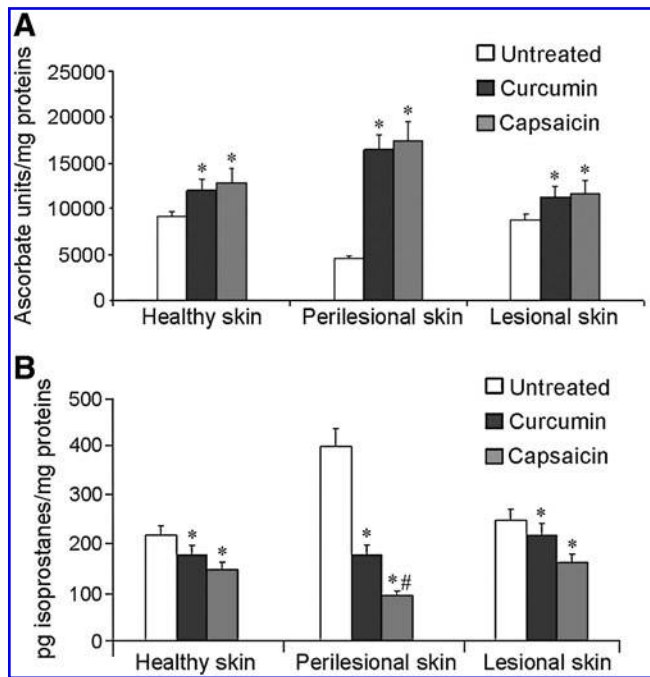 A
Untreated
Curcumin
Capsaicin
Ascorbate units/mg proteins
25000
20000
15000
10000
5000
0
* *
* *
* *
Healthy skin Perilesional skin Lesional skin
B
Untreated
Curcumin
Capsaicin
pg isoprostanes/mg proteins
500
400
300
200
100
0
* *
* *#
* *
Healthy skin Perilesional skin Lesional skin